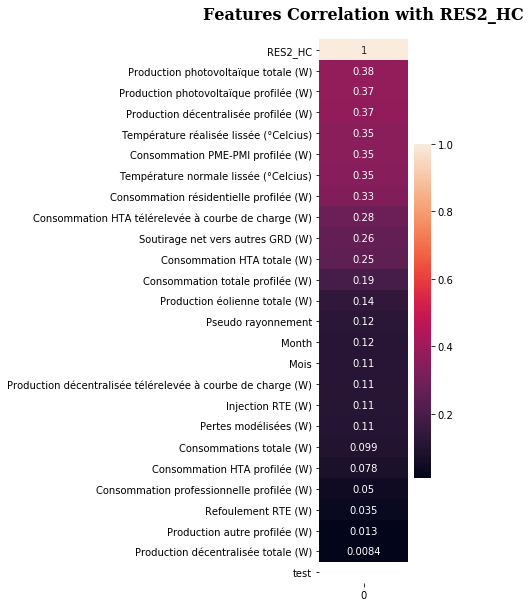 Features Correlation with RES2_HC
RES2_HC 1
Production photovoltaïque totale (W) 0.38
Production photovoltaïque profilée (W) 0.37
Production décentralisée profilée (W) 0.37
Température réalisée lissée (°Celcius) 0.35
Consommation PME-PMI profilée (W) 0.35
Température normale lissée (°Celcius) 0.35
Consommation résidentielle profilée (W) 0.33
Consommation HTA télérelevée à courbe de charge (W) 0.28
Soutirage net vers autres GRD (W) 0.26
Consommation HTA totale (W) 0.25
Consommation totale profilée (W) 0.19
Production éolienne totale (W) 0.14
Pseudo rayonnement 0.12
Month 0.12
Mois 0.11
Production décentralisée télérelevée à courbe de charge (W) 0.11
Injection RTE (W) 0.11
Pertes modélisées (W) 0.11
Consommations totale (W) 0.099
Consommation HTA profilée (W) 0.078
Consommation professionnelle profilée (W) 0.05
Refoulement RTE (W) 0.035
Production autre profilée (W) 0.013
Production décentralisée totale (W) 0.0084
test
0
1.0
0.8
0.6
0.4
0.2